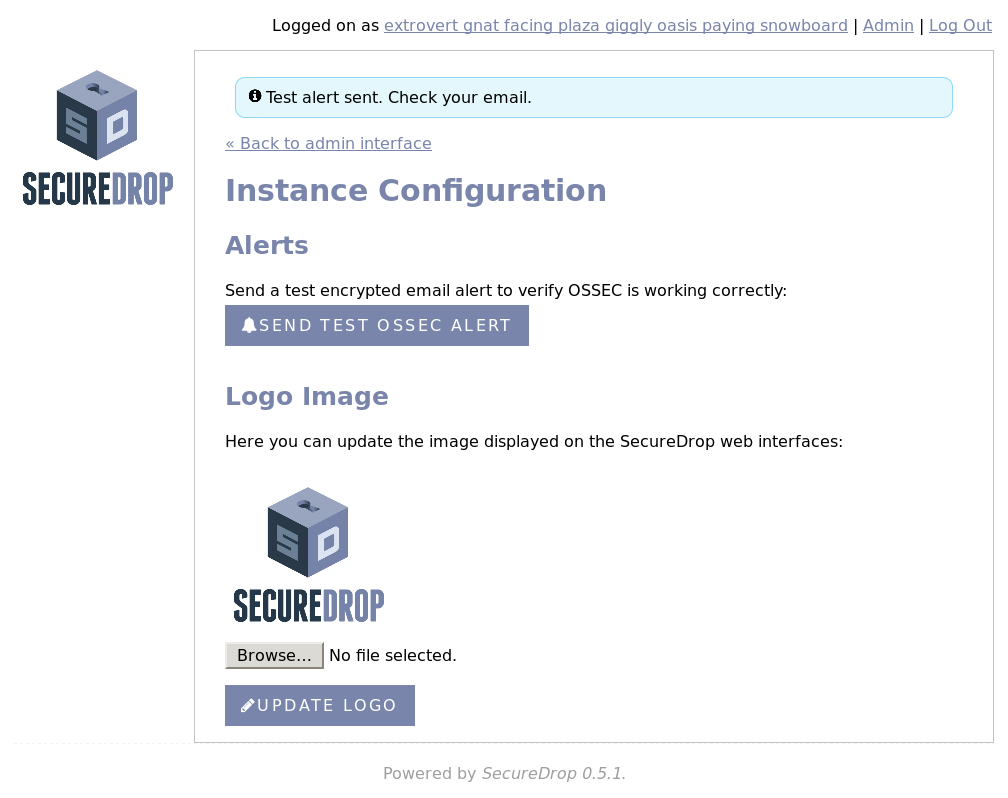 Logged on as extrovert gnat facing plaza giggly oasis paying snowboard | Admin | Log Out
SD
SECUREDROP
Test alert sent. Check your email.
« Back to admin interface
Instance Configuration
Alerts
Send a test encrypted email alert to verify OSSEC is working correctly:
SEND TEST OSSEC ALERT
Logo Image
Here you can update the image displayed on the SecureDrop web interfaces:
SD
SECUREDROP
Browse... No file selected.
UPDATE LOGO
Powered by SecureDrop 0.5.1.